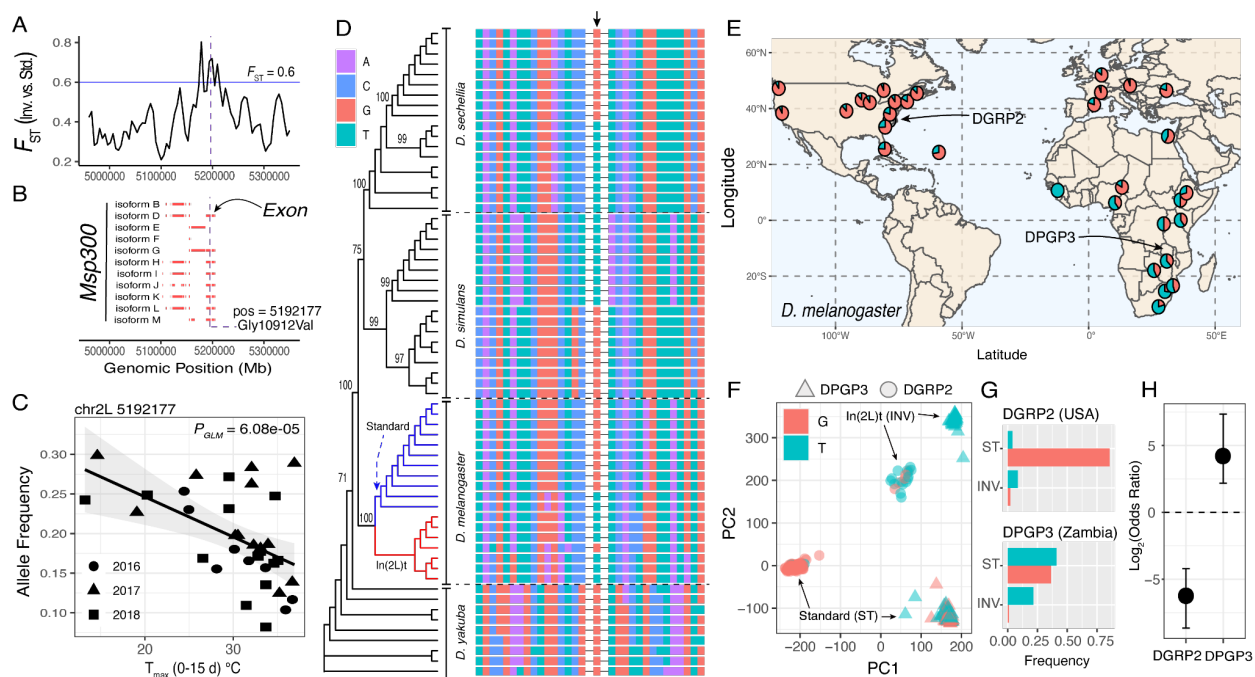 A
0.8
0.6
0.4
0.2
FST (Inv. vs. Std.)
FST = 0.6
5000000 5100000 5200000 5300000
B
Msp300
isoform B
isoform D
isoform E
isoform F
isoform G
isoform H
isoform I
isoform J
isoform K
isoform L
isoform M
Exon
pos = 5192177
Gly10912Val
5000000 5100000 5200000 5300000
Genomic Position (Mb)
C
chr2L 5192177
PGLM = 6.08e-05
Allele Frequency
0.30
0.25
0.20
0.15
0.10
2016
2017
2018
20 30
Tmax (0-15 d) °C
D
A
C
G
T
100
99
100
75
99
99
99
97
100
71
100
Standard
In(2L)t
D. sechellia
D. simulans
D. melanogaster
D. yakuba
E
60°N
40°N
20°N
0°
20°S
Longitude
DGRP2
DPGP3
D. melanogaster
100°W 50°W 0° 50°E
Latitude
F
DPGP3 DGRP2
G
T
In(2L)t (INV)
Standard (ST)
300
200
100
0
−100
PC2
−200 −100 0 100 200
PC1
G
DGRP2 (USA)
ST
INV
DPGP3 (Zambia)
ST
INV
0.00 0.25 0.50 0.75
Frequency
H
Log2(Odds Ratio)
5
0
−5
DGRP2 DPGP3